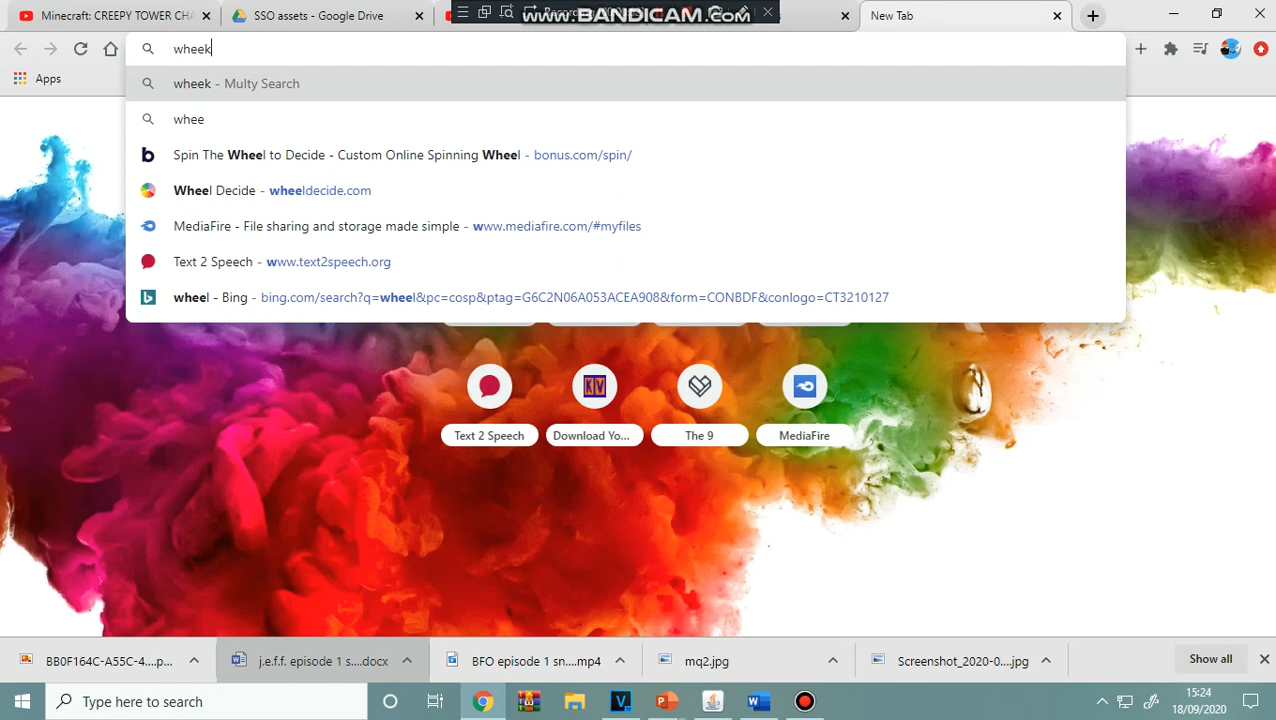 Minecraft: CREEPY TOWER CH
SSO assets - Google Drive
www.BANDICAM.com
New Tab
wheek
Apps
wheek - Multy Search
whee
Spin The Wheel to Decide - Custom Online Spinning Wheel - bonus.com/spin/
Wheel Decide - wheeldecide.com
MediaFire - File sharing and storage made simple - www.mediafire.com/#myfiles
Text 2 Speech - www.text2speech.org
wheel - Bing - bing.com/search?q=wheel&pc=cosp&ptag=G6C2N06A053ACEA908&form=CONBDF&conlogo=CT3210127
KV
Text 2 Speech
Download Yo...
The 9
MediaFire
BB0F164C-A55C-4....p...
j.e.f.f. episode 1 s....docx
BFO episode 1 sn....mp4
mq2.jpg
Screenshot_2020-0....jpg
Show all
Type here to search
15:24
18/09/2020